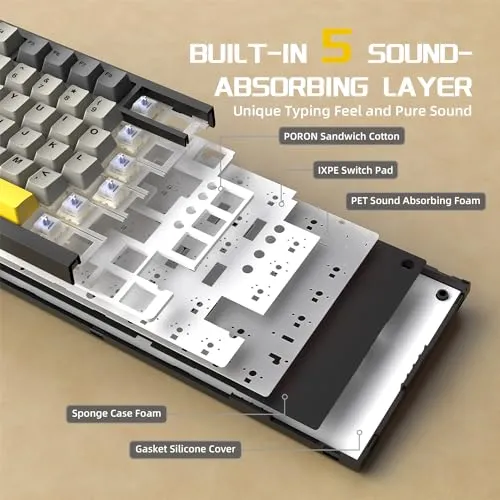 BUILT-IN 5 SOUND-
ABSORBING LAYER
Unique Typing Feel and Pure Sound
PORON Sandwich Cotton
IXPE Switch Pad
PET Sound Absorbing Foam
Sponge Case Foam
Gasket Silicone Cover